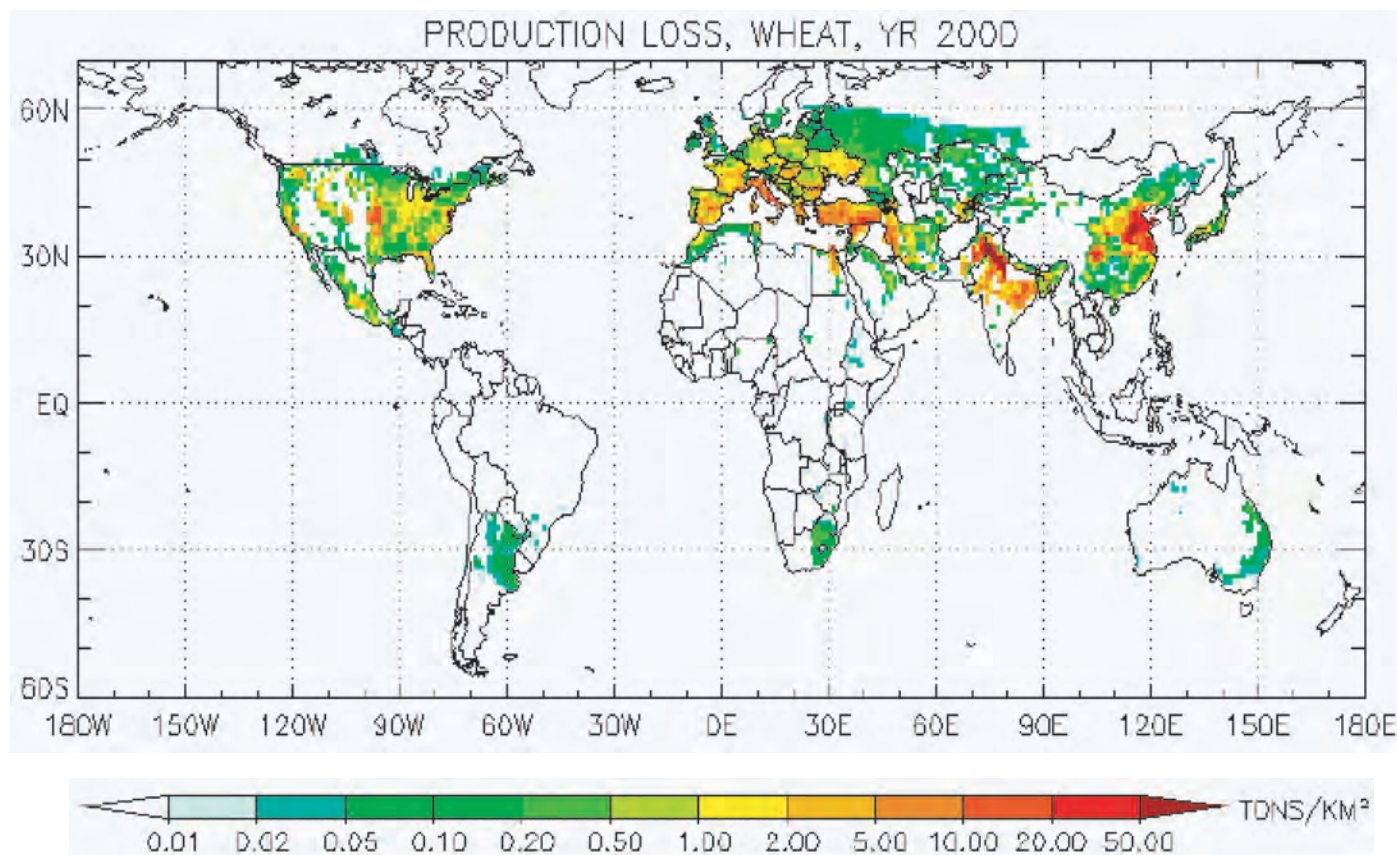 PRODUCTION LOSS, WHEAT, YR 2000
60N
30N
EQ
30S
60S
180W 150W 120W 90W 60W 30W 0E 30E 60E 90E 120E 150E 180E
0.01 0.02 0.05 0.10 0.20 0.50 1.00 2.00 5.00 10.00 20.00 50.00 TONS/KM²